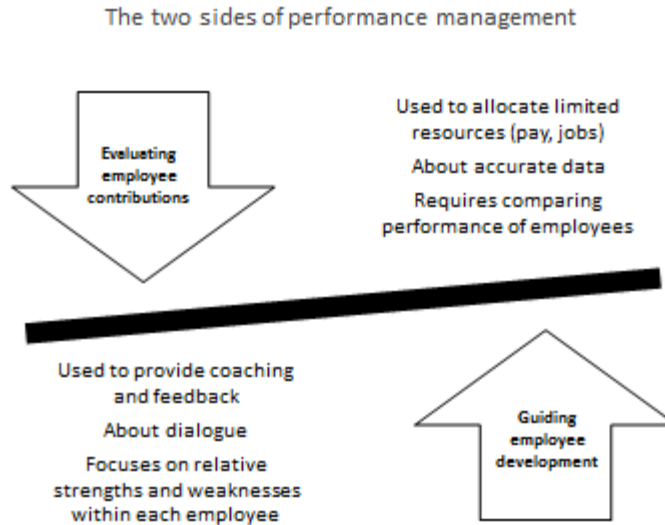 The two sides of performance management
Evaluating
employee
contributions
Used to allocate limited
resources (pay, jobs)
About accurate data
Requires comparing
performance of employees
Used to provide coaching
and feedback
About dialogue
Focuses on relative
strengths and weaknesses
within each employee
Guiding
employee
development